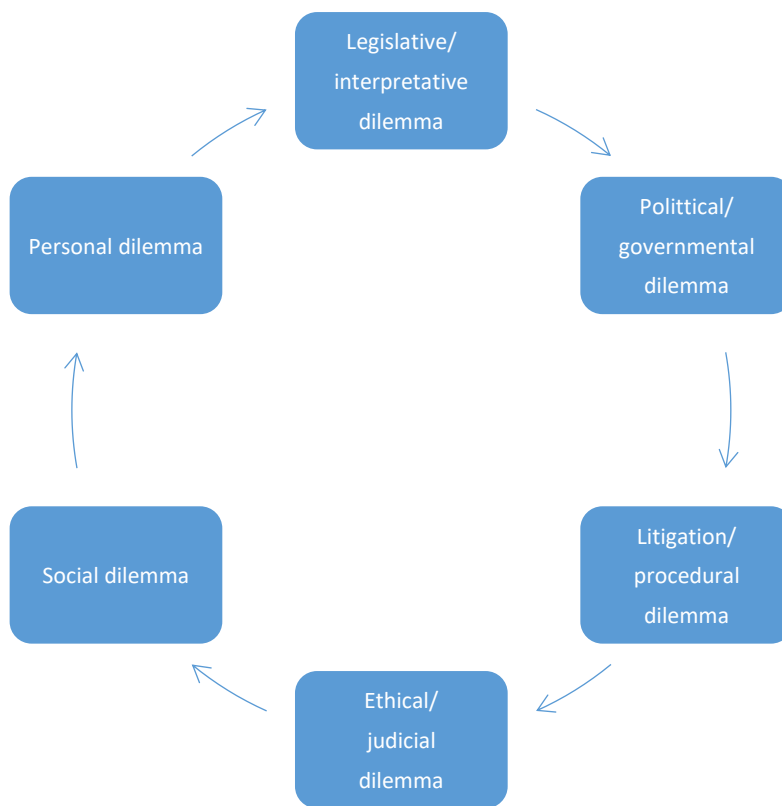 Legislative/
interpretative
dilemma
Polittical/
governmental
dilemma
Litigation/
procedural
dilemma
Ethical/
judicial
dilemma
Social dilemma
Personal dilemma